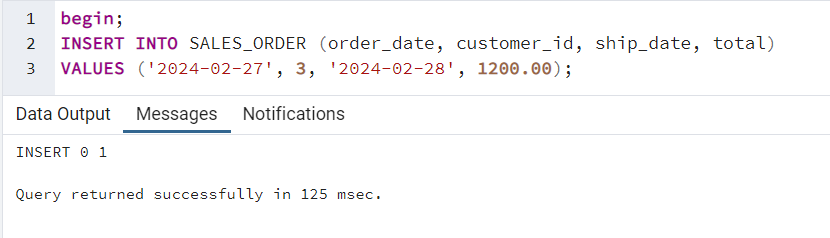 1 begin;
2 INSERT INTO SALES_ORDER (order_date, customer_id, ship_date, total)
3 VALUES ('2024-02-27', 3, '2024-02-28', 1200.00);
Data Output Messages Notifications
INSERT 0 1
Query returned successfully in 125 msec.